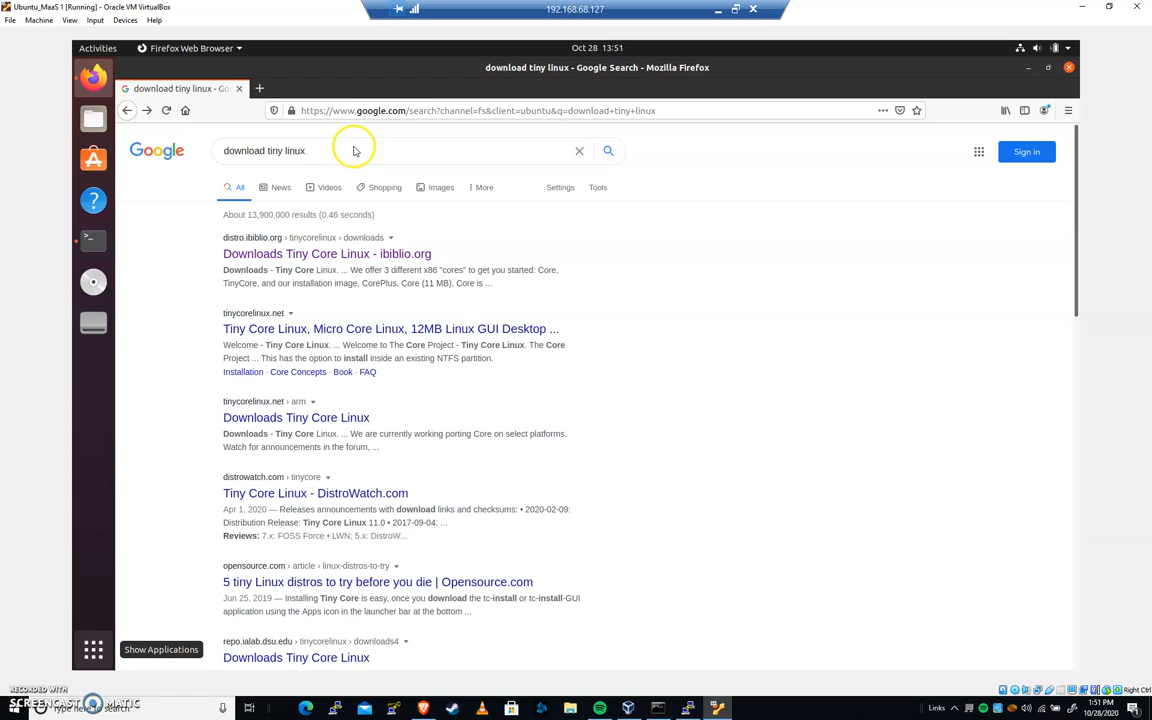 Ubuntu_MaaS 1 [Running] - Oracle VM VirtualBox
192.168.68.127
File Machine View Input Devices Help
Activities Firefox Web Browser Oct 28 13:51
download tiny linux - Google Search - Mozilla Firefox
download tiny linux - Go
https://www.google.com/search?channel=fs&client=ubuntu&q=download+tiny+linux
Google download tiny linux Sign in
All News Videos Shopping Images More Settings Tools
About 13,900,000 results (0.46 seconds)
distro.ibiblio.org › tinycorelinux › downloads
Downloads Tiny Core Linux - ibiblio.org
Downloads - Tiny Core Linux. ... We offer 3 different x86 "cores" to get you started: Core,
TinyCore, and our installation image, CorePlus. Core (11 MB), Core is ...
tinycorelinux.net
Tiny Core Linux, Micro Core Linux, 12MB Linux GUI Desktop ...
Welcome - Tiny Core Linux. ... Welcome to The Core Project - Tiny Core Linux. The Core
Project ... This has the option to install inside an existing NTFS partition.
Installation · Core Concepts · Book · FAQ
tinycorelinux.net › arm
Downloads Tiny Core Linux
Downloads - Tiny Core Linux. ... We are currently working porting Core on select platforms.
Watch for announcements in the forum, ...
distrowatch.com › tinycore
Tiny Core Linux - DistroWatch.com
Apr 1, 2020 — Releases announcements with download links and checksums: • 2020-02-09:
Distribution Release: Tiny Core Linux 11.0 • 2017-09-04: ...
Reviews: 7.x: FOSS Force • LWN; 5.x: DistroW...
opensource.com › article › linux-distros-to-try
5 tiny Linux distros to try before you die | Opensource.com
Jun 25, 2019 — Installing Tiny Core is easy, once you download the tc-install or tc-install-GUI
application using the Apps icon in the launcher bar at the bottom ...
repo.ialab.dsu.edu › tinycorelinux › downloads4
Downloads Tiny Core Linux
Show Applications
Right Ctrl
RECORDED WITH
SCREENCAST MATIC
Type here to search
Links
1:51 PM
10/28/2020